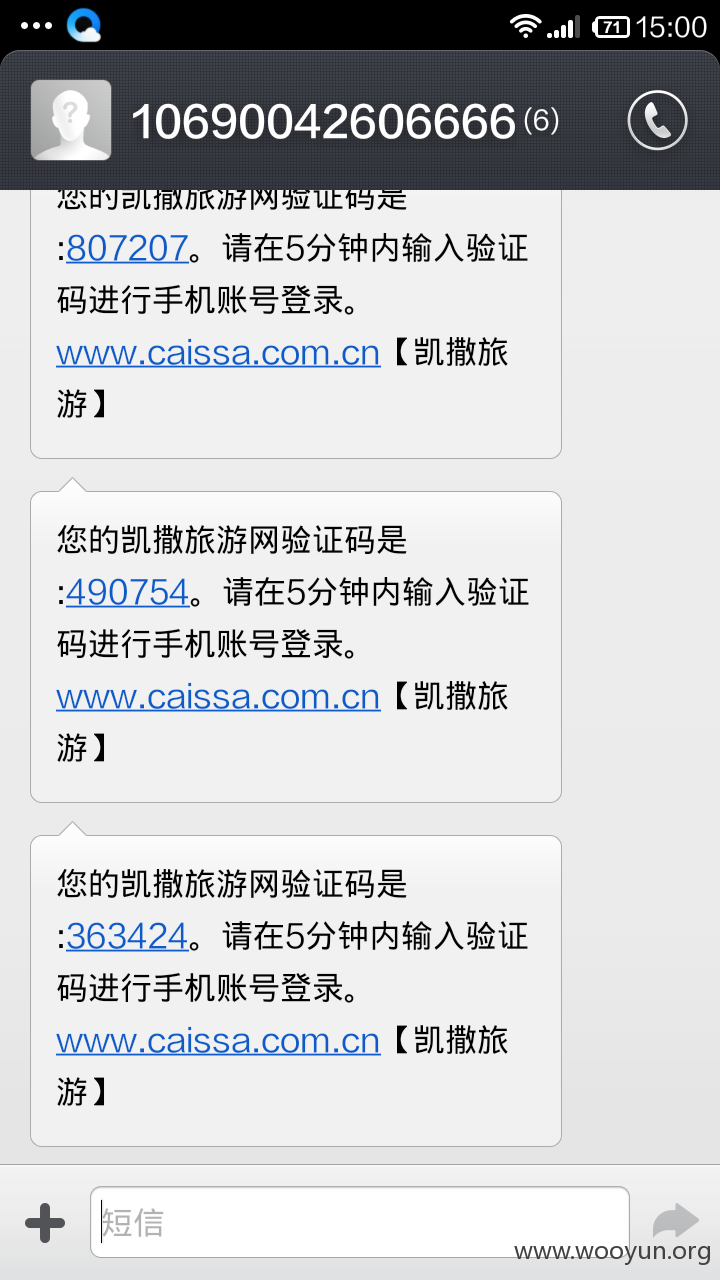 15:00
71
10690042606666(6)
您的凯撒旅游网验证码是
:807207。请在5分钟内输入验证
码进行手机账号登录。
www.caissa.com.cn【凯撒旅
游】
您的凯撒旅游网验证码是
:490754。请在5分钟内输入验证
码进行手机账号登录。
www.caissa.com.cn【凯撒旅
游】
您的凯撒旅游网验证码是
:363424。请在5分钟内输入验证
码进行手机账号登录。
www.caissa.com.cn【凯撒旅
游】
短信
www.wooyun.org